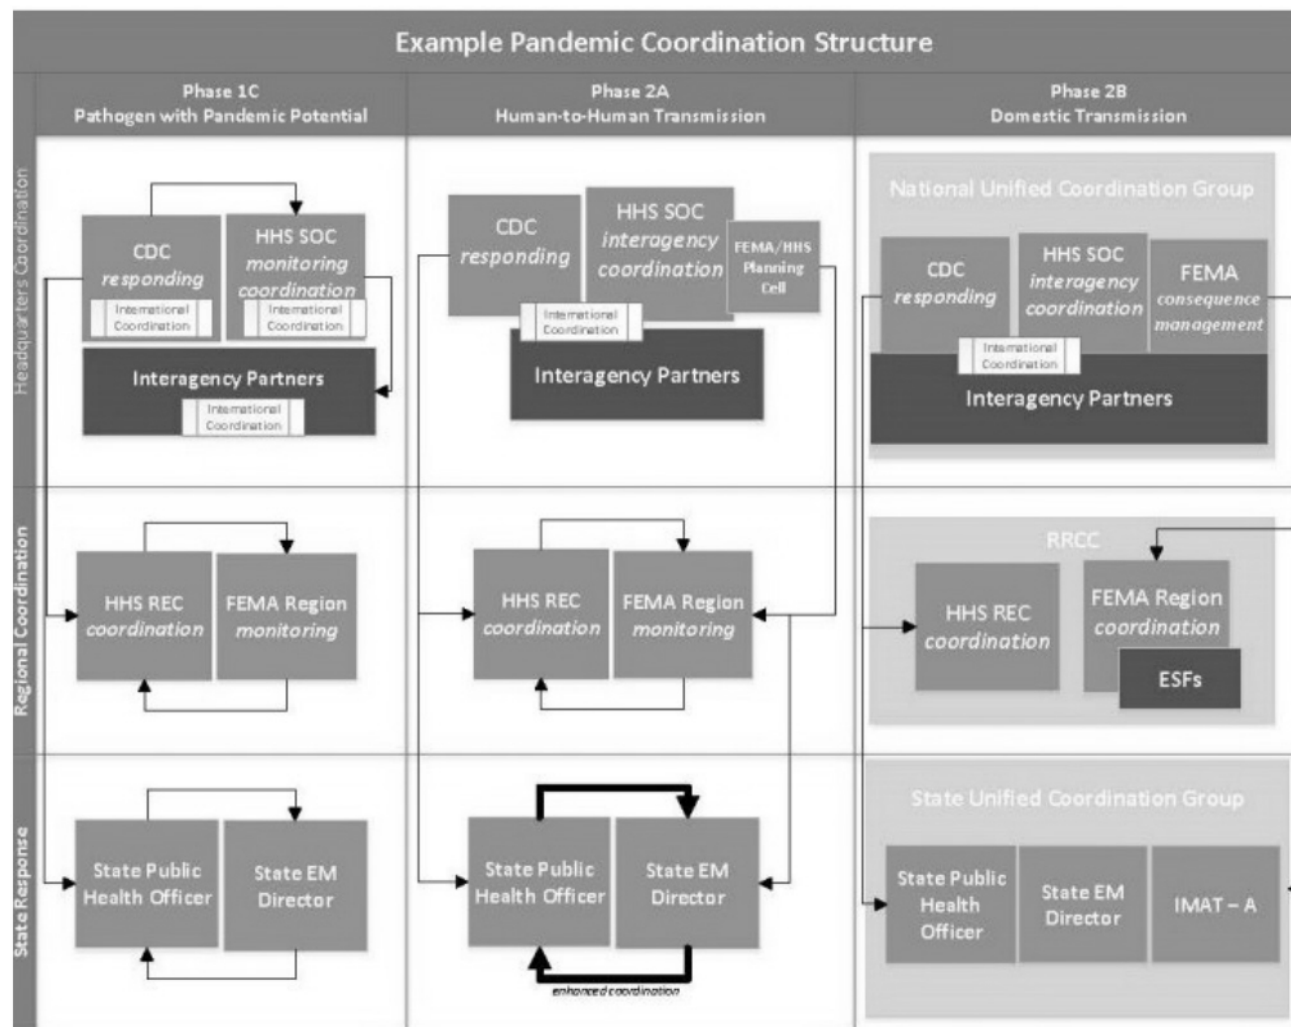 Example Pandemic Coordination Structure
Phase 1C
Pathogen with Pandemic Potential
Phase 2A
Human-to-Human Transmission
Phase 2B
Domestic Transmission
Headquarters Coordination
CDC
responding
International
Coordination
HHS SOC
monitoring
coordination
International
Coordination
Interagency Partners
International
Coordination
CDC
responding
HHS SOC
interagency
coordination
FEMA/HHS
Planning
Cell
International
Coordination
Interagency Partners
National Unified Coordination Group
CDC
responding
HHS SOC
interagency
coordination
FEMA
consequence
management
International
Coordination
Interagency Partners
Regional Coordination
HHS REC
coordination
FEMA Region
monitoring
HHS REC
coordination
FEMA Region
monitoring
RRCC
HHS REC
coordination
FEMA Region
coordination
ESFs
State Response
State Public
Health Officer
State EM
Director
State Public
Health Officer
State EM
Director
enhanced coordination
State Unified Coordination Group
State Public
Health
Officer
State EM
Director
IMAT – A